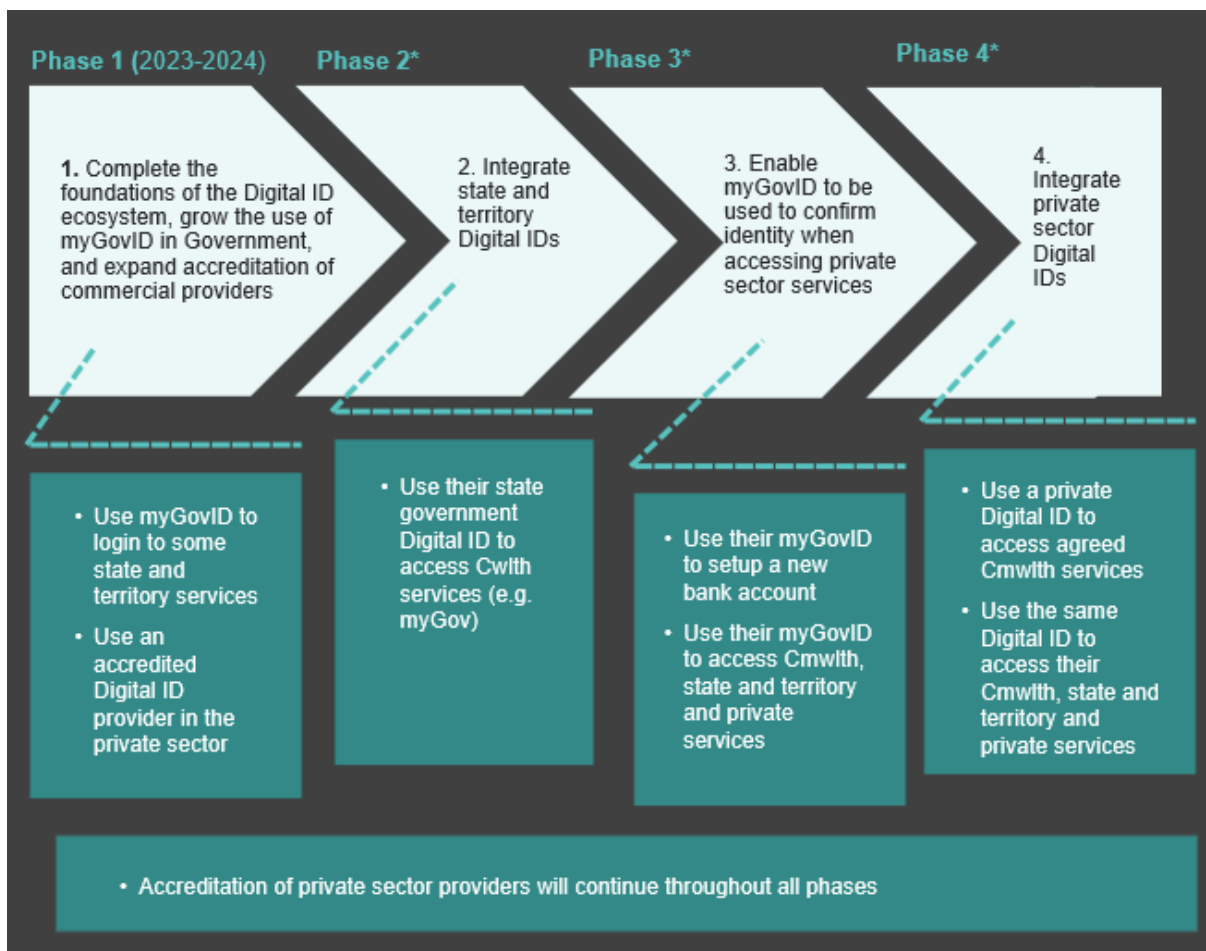 Phase 1 (2023-2024)
Phase 2*
Phase 3*
Phase 4*
1. Complete the
foundations of the Digital ID
ecosystem, grow the use of
myGovID in Government,
and expand accreditation of
commercial providers
2. Integrate
state and
territory
Digital IDs
3. Enable
myGovID to be
used to confirm
identity when
accessing private
sector services
4.
Integrate
private
sector
Digital
IDs
• Use myGovID to
login to some
state and
territory services
• Use an
accredited
Digital ID
provider in the
private sector
• Use their state
government
Digital ID to
access Cwlth
services (e.g.
myGov)
• Use their myGovID
to setup a new
bank account
• Use their myGovID
to access Cmwlth,
state and territory
and private
services
• Use a private
Digital ID to
access agreed
Cmwlth services
• Use the same
Digital ID to
access their
Cmwlth, state and
territory and
private services
• Accreditation of private sector providers will continue throughout all phases